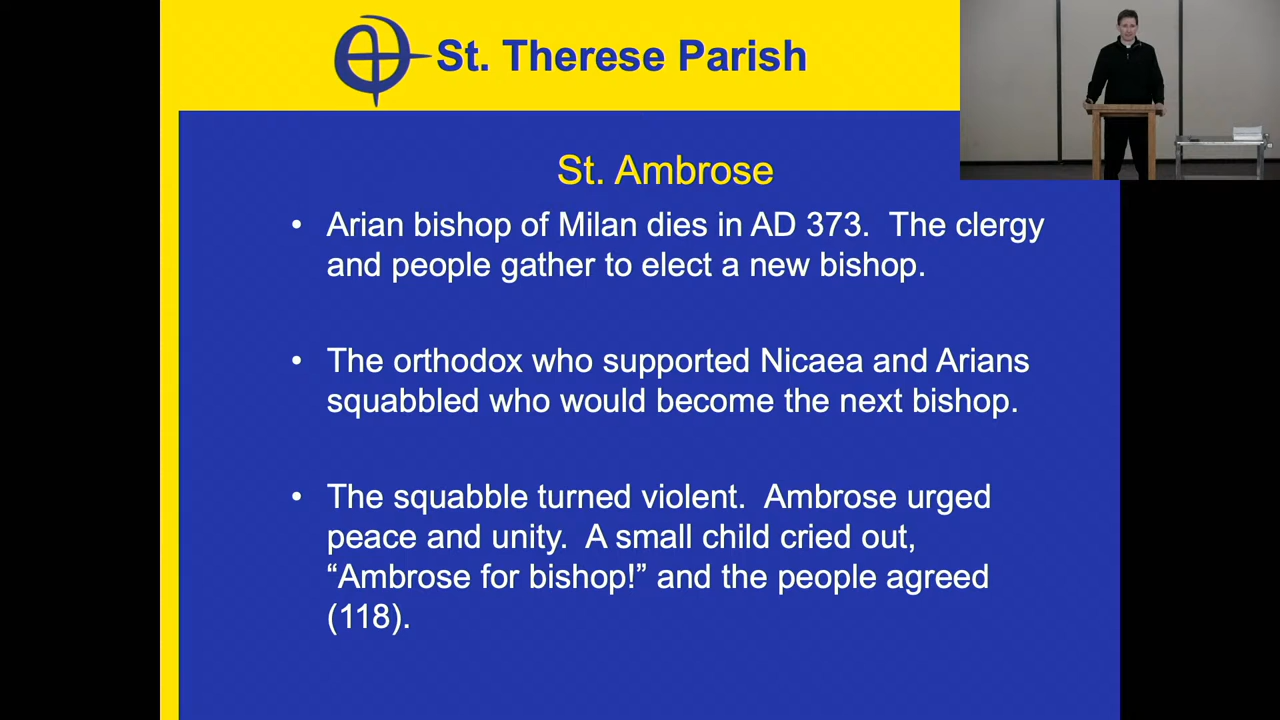 St. Therese Parish
St. Ambrose
• Arian bishop of Milan dies in AD 373.  The clergy
and people gather to elect a new bishop.
• The orthodox who supported Nicaea and Arians
squabbled who would become the next bishop.
• The squabble turned violent.  Ambrose urged
peace and unity.  A small child cried out,
“Ambrose for bishop!” and the people agreed
(118).